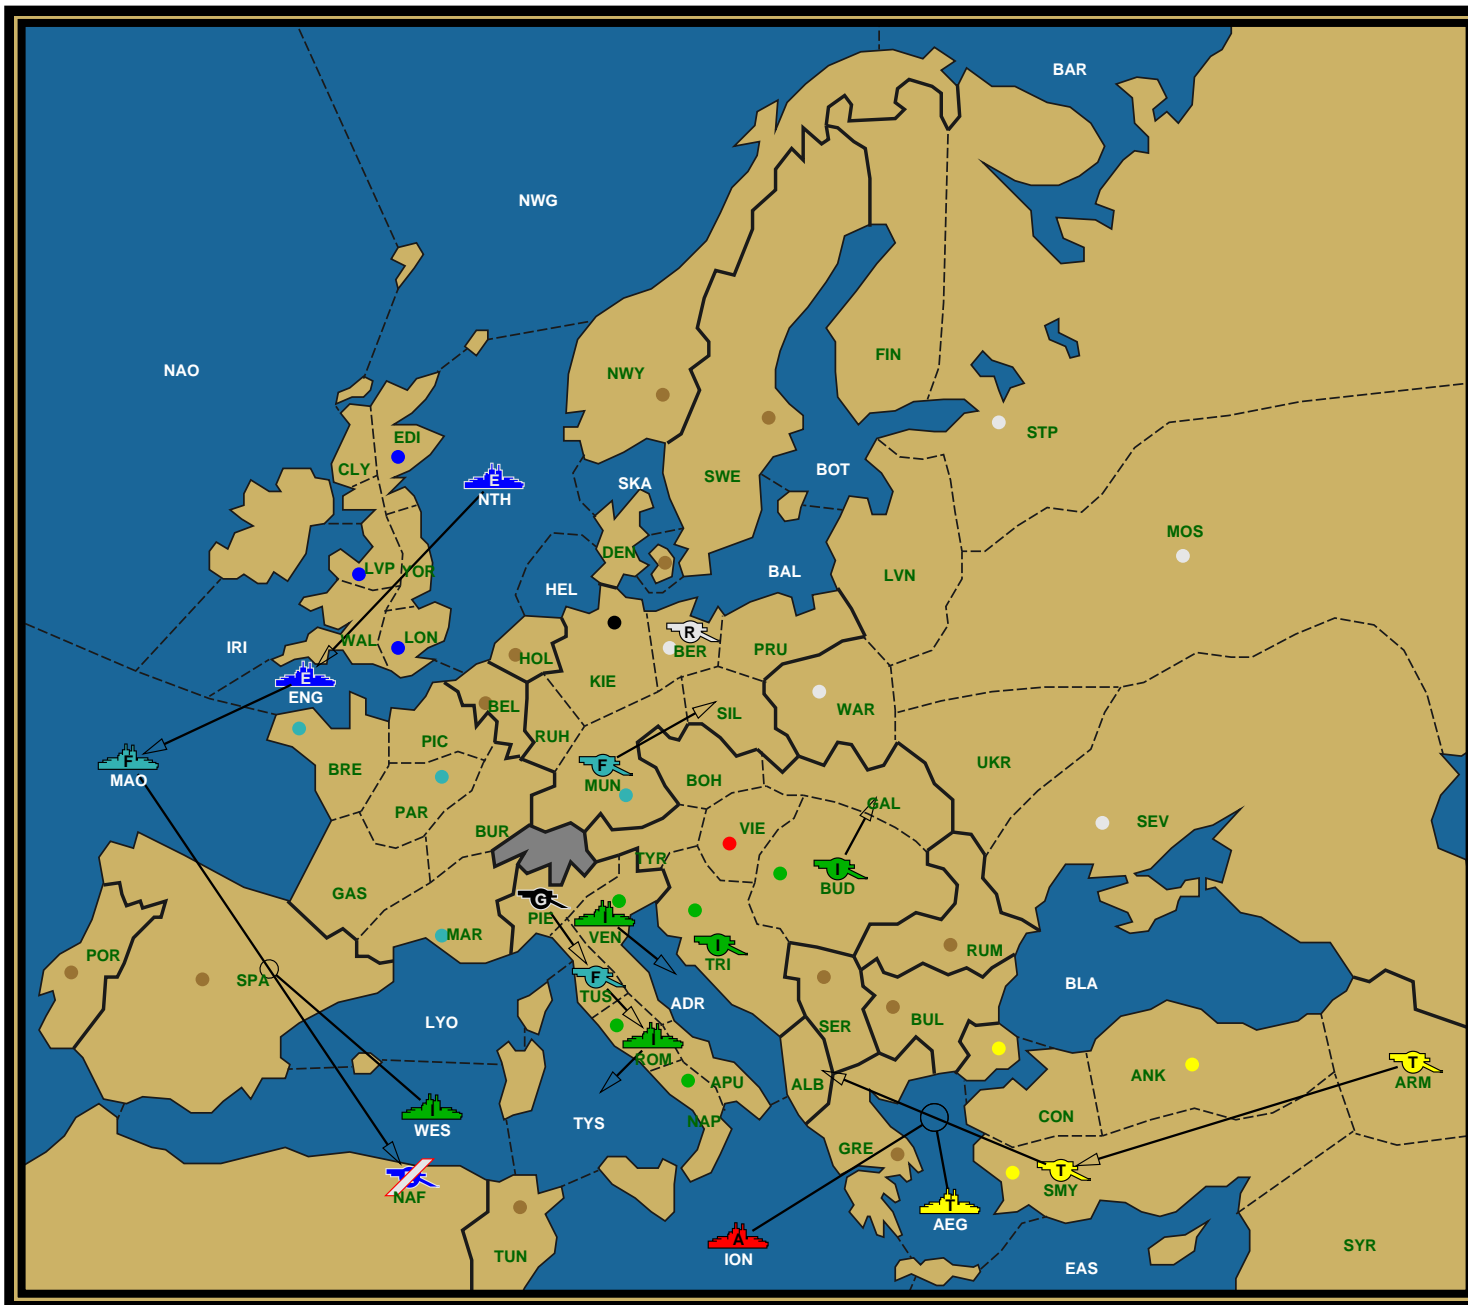 BAR
NWG
NAO
FIN
NWY
EDI
STP
CLY
BOT
SWE
SKA
E
NTH
MOS
DEN
LVP
YOR
BAL
LVN
HEL
R
IRI
WAL
LON
BER
PRU
HOL
KIE
E
ENG
BEL
SIL
WAR
RUH
PIC
F
MAO
BRE
F
MUN
BOH
UKR
PAR
GAL
SEV
BUR
VIE
TYR
I
BUD
GAS
G
PIE
I
VEN
MAR
I
TRI
RUM
POR
SPA
F
TUS
BLA
ADR
LYO
BUL
SER
I
ROM
T
ARM
ANK
ALB
APU
I
WES
TYS
NAP
CON
GRE
T
SMY
NAF
T
AEG
A
ION
TUN
SYR
EAS